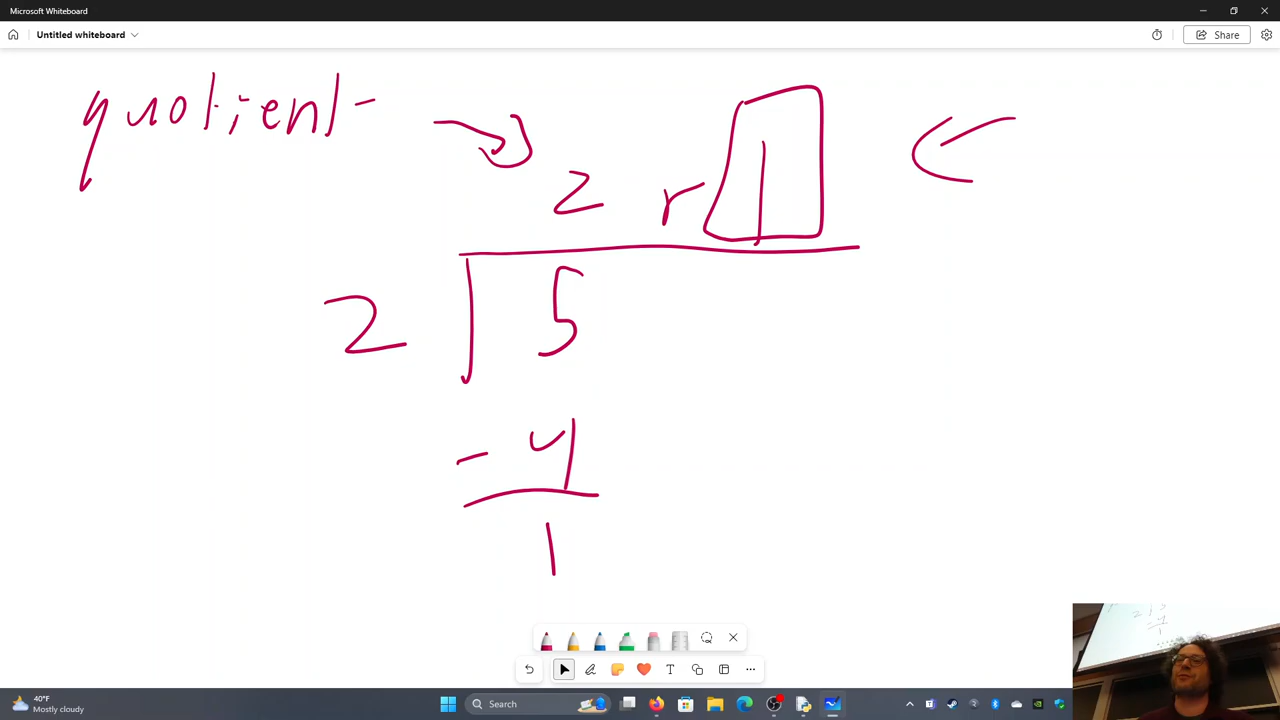 Microsoft Whiteboard
Untitled whiteboard
Share
quotient
2 r 1
2 5
- 4
1
T
40°F
Mostly cloudy
Search